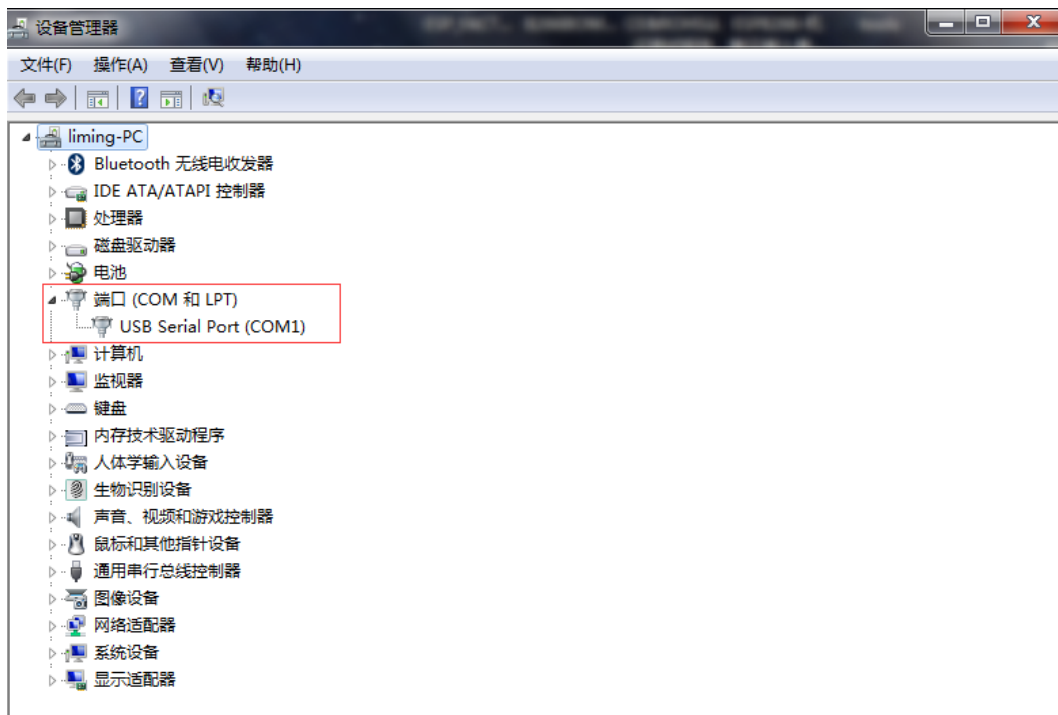 设备管理器
文件(F) 操作(A) 查看(V) 帮助(H)
liming-PC
Bluetooth 无线电收发器
IDE ATA/ATAPI 控制器
处理器
磁盘驱动器
电池
端口 (COM 和 LPT)
USB Serial Port (COM1)
计算机
监视器
键盘
内存技术驱动程序
人体学输入设备
生物识别设备
声音、视频和游戏控制器
鼠标和其他指针设备
通用串行总线控制器
图像设备
网络适配器
系统设备
显示适配器